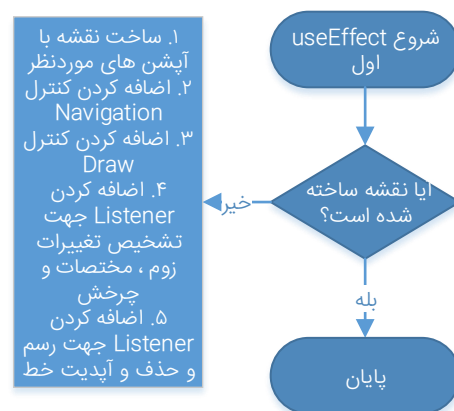 شروع useEffect
اول
آیا نقشه ساخته
شده است؟
خیر
بله
پایان
۱. ساخت نقشه با
آپشن های موردنظر
۲. اضافه کردن کنترل
Navigation
۳. اضافه کردن کنترل
Draw
۴. اضافه کردن
Listener جهت
تشخیص تغییرات
زوم ، مختصات و
چرخش
۵. اضافه کردن
Listener جهت رسم
و حذف و آپدیت خط